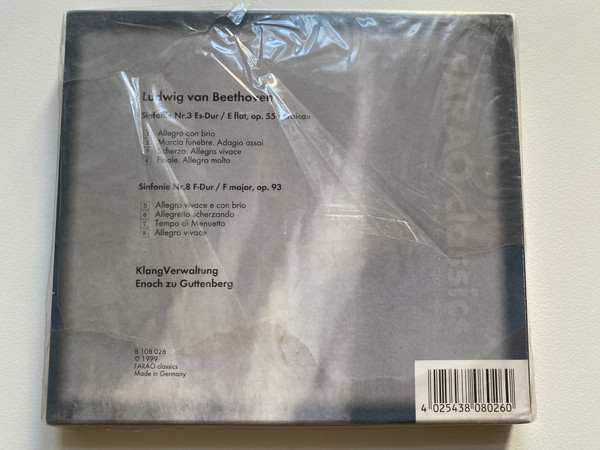 Ludwig van Beethoven
«Sinfonie Nr.3 Es-Dur / E flat, op. 55 Eroica»
1 Allegro con brio
2 Marcia funebre. Adagio assai
3 Scherzo. Allegro vivace
4 Finale. Allegro molto
Sinfonie Nr.8 F-Dur / F major, op. 93
5 Allegro vivace e con brio
6 Allegretto scherzando
7 Tempo di Menuetto
8 Allegro vivace
KlangVerwaltung
Enoch zu Guttenberg
B 108 026
© 1999
FARAO classics
Made in Germany
FARAO classics
4 025438 080260